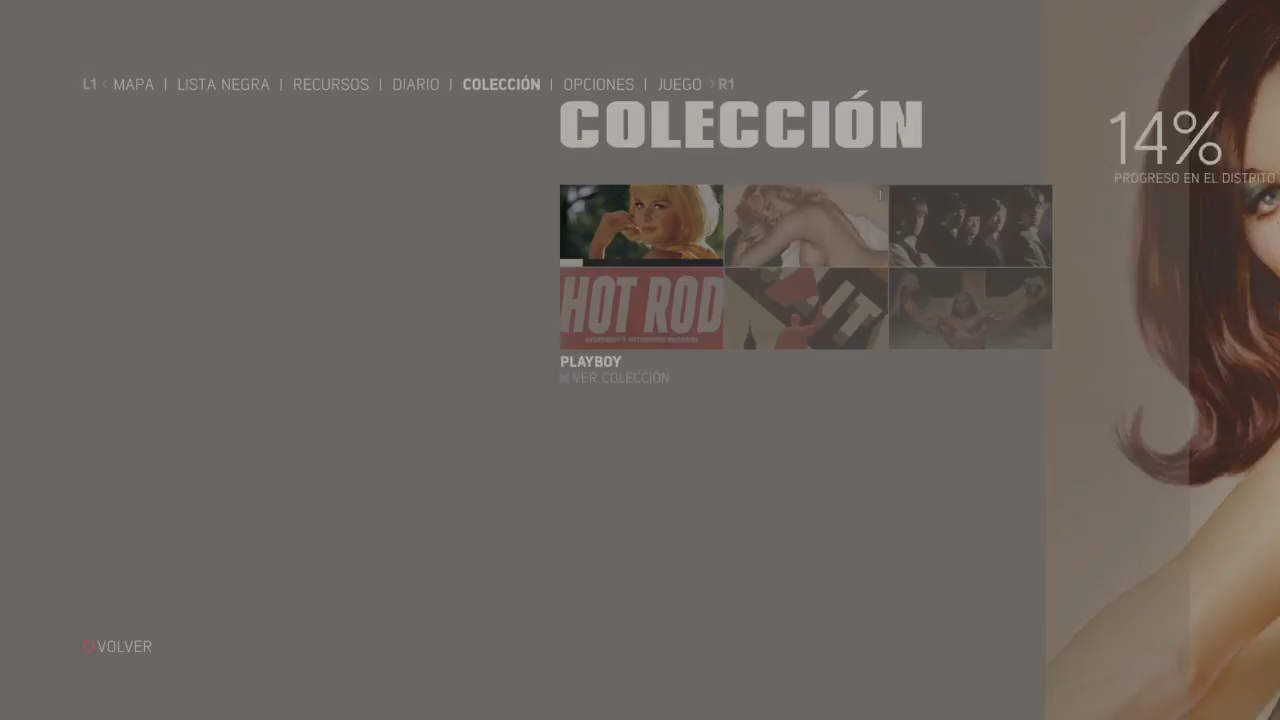 L1 < MAPA | LISTA NEGRA | RECURSOS | DIARIO | COLECCIÓN | OPCIONES | JUEGO > R1
COLECCIÓN
14%
PROGRESO EN EL DISTRITO
HOT ROD
IT
PLAYBOY
VER COLECCIÓN
VOLVER